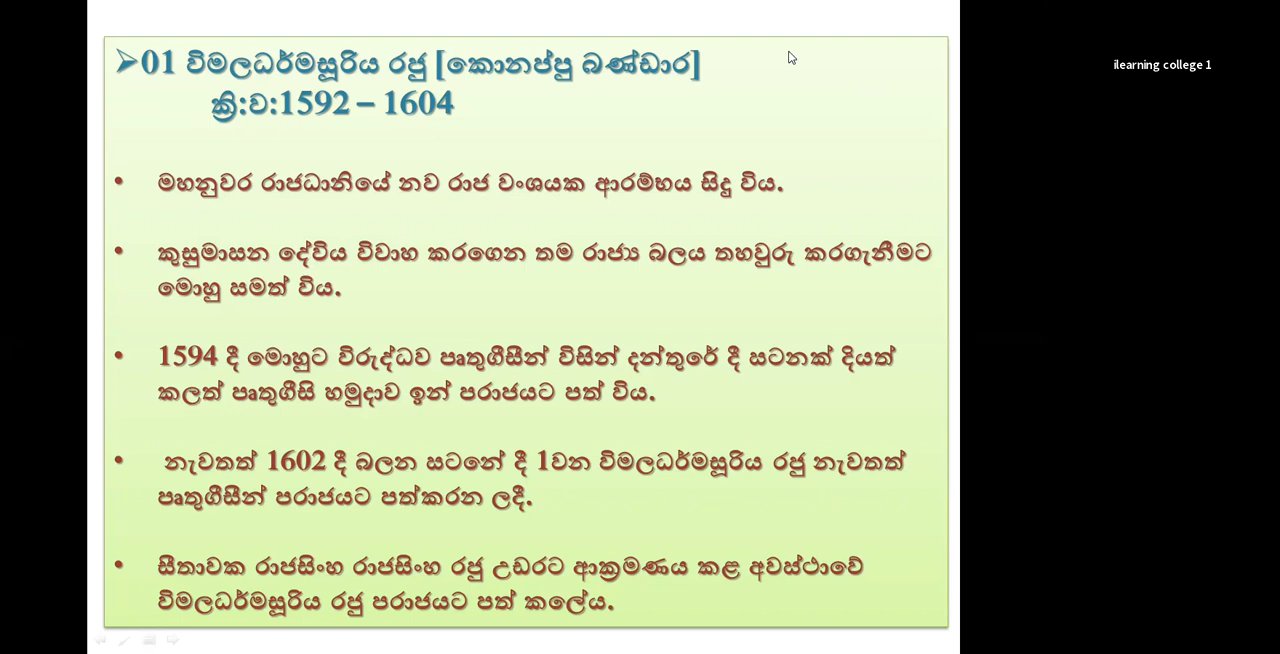 ➢01 විමලධර්මසූරිය රජු [කොනප්පු බණ්ඩාර]
ක්‍රි:ව:1592 – 1604
• මහනුවර රාජධානියේ නව රාජ වංශයක ආරම්භය සිදු විය.
• කුසුමාසන දේවිය විවාහ කරගෙන තම රාජ්‍ය බලය තහවුරු කරගැනීමට
මොහු සමත් විය.
• 1594 දී මොහුට විරුද්ධව පෘතුගීසීන් විසින් දන්තුරේ දී සටනක් දියත්
කලත් පෘතුගීසි හමුදාව ඉන් පරාජයට පත් විය.
• නැවතත් 1602 දී බලන සටනේ දී 1වන විමලධර්මසූරිය රජු නැවතත්
පෘතුගීසීන් පරාජයට පත්කරන ලදී.
• සීතාවක රාජසිංහ රාජසිංහ රජු උඩරට ආක්‍රමණය කළ අවස්ථාවේ
විමලධර්මසූරිය රජු පරාජයට පත් කලේය.
ilearning college 1